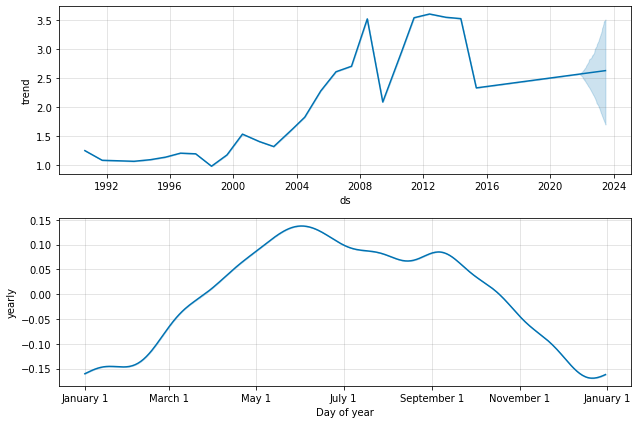 3.5
3.0
2.5
2.0
1.5
1.0
trend
1992 1996 2000 2004 2008 2012 2016 2020 2024
ds
0.15
0.10
0.05
0.00
−0.05
−0.10
−0.15
yearly
January 1 March 1 May 1 July 1 September 1 November 1 January 1
Day of year